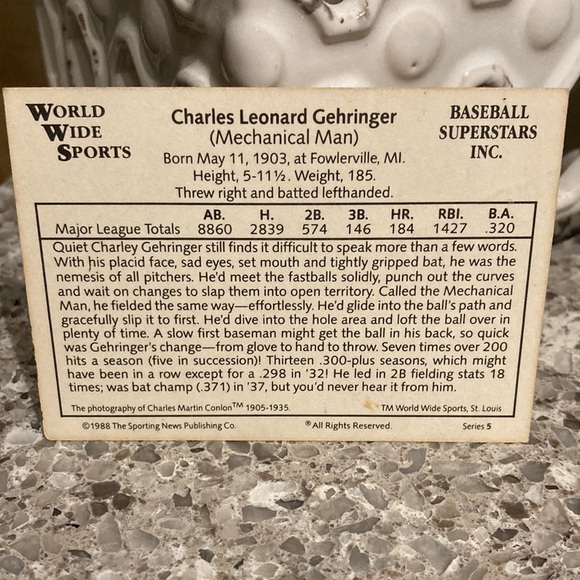 WORLD
WIDE
SPORTS
Charles Leonard Gehringer
(Mechanical Man)
Born May 11, 1903, at Fowlerville, MI.
Height, 5-11½. Weight, 185.
Threw right and batted lefthanded.
BASEBALL
SUPERSTARS
INC.
AB. H. 2B. 3B. HR. RBI. B.A.
Major League Totals 8860 2839 574 146 184 1427 .320
Quiet Charley Gehringer still finds it difficult to speak more than a few words.
With his placid face, sad eyes, set mouth and tightly gripped bat, he was the
nemesis of all pitchers. He'd meet the fastballs solidly, punch out the curves
and wait on changes to slap them into open territory. Called the Mechanical
Man, he fielded the same way—effortlessly. He'd glide into the ball's path and
gracefully slip it to first. He'd dive into the hole area and loft the ball over in
plenty of time. A slow first baseman might get the ball in his back, so quick
was Gehringer's change—from glove to hand to throw. Seven times over 200
hits a season (five in succession)! Thirteen .300-plus seasons, which might
have been in a row except for a .298 in '32! He led in 2B fielding stats 18
times; was bat champ (.371) in '37, but you'd never hear it from him.
The photography of Charles Martin Conlon™ 1905-1935. ™ World Wide Sports, St. Louis
©1988 The Sporting News Publishing Co. ® All Rights Reserved. Series 5